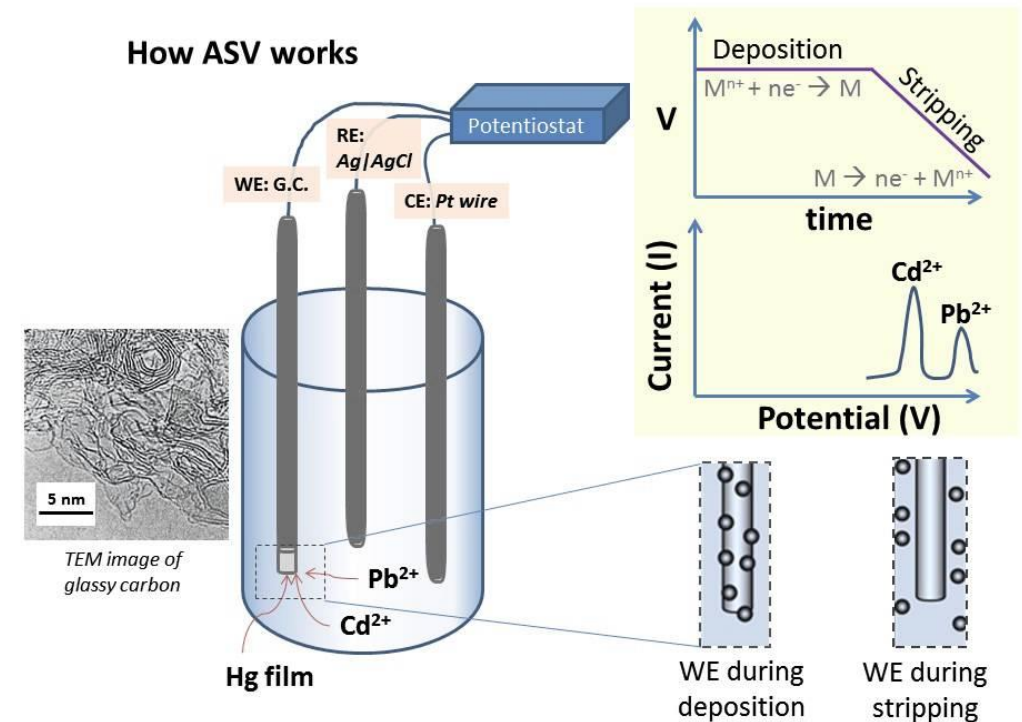 How ASV works
Potentiostat
RE:
Ag|AgCl
WE: G.C.
CE: Pt wire
5 nm
TEM image of
glassy carbon
Pb²⁺
Cd²⁺
Hg film
Deposition
Mⁿ⁺ + ne⁻ → M
Stripping
V
M → ne⁻ + Mⁿ⁺
time
Current (I)
Cd²⁺
Pb²⁺
Potential (V)
WE during
deposition
WE during
stripping